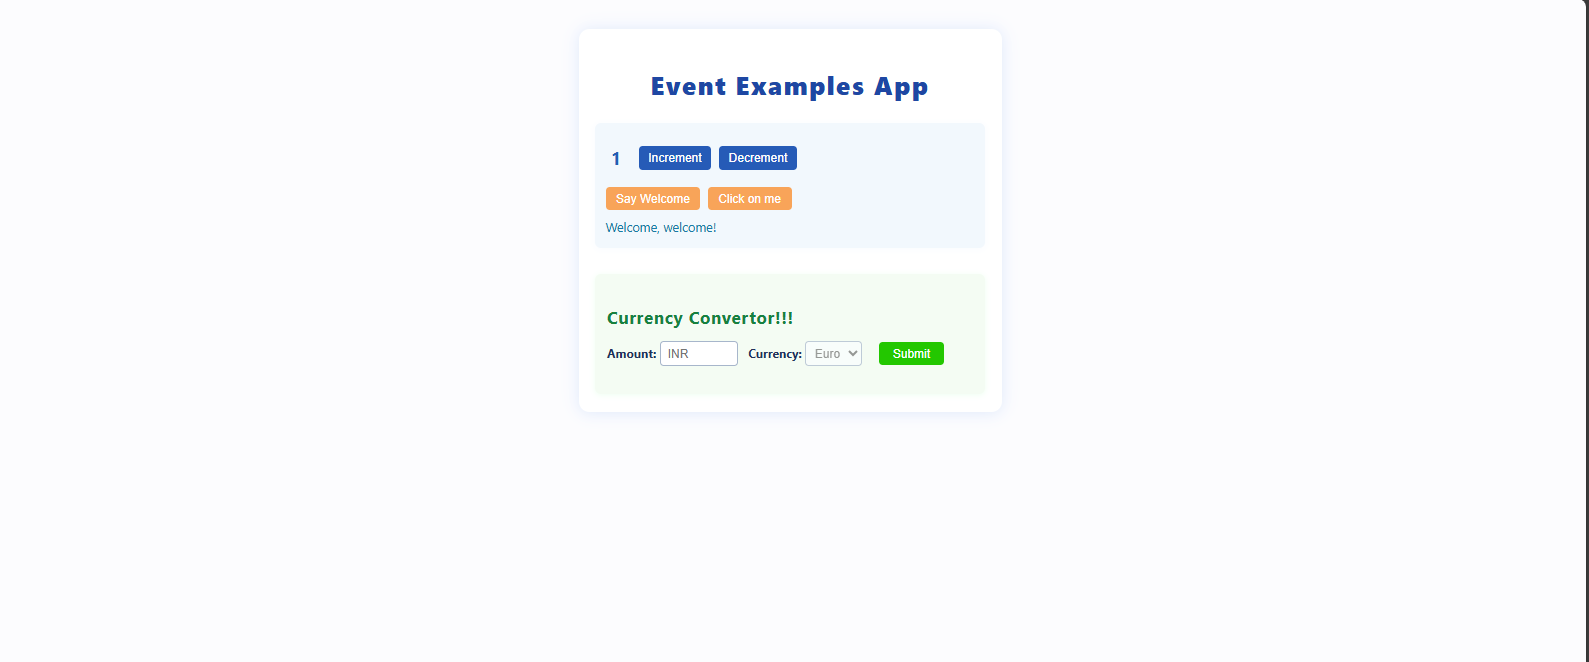 Event Examples App
1 Increment Decrement
Say Welcome Click on me
Welcome, welcome!
Currency Convertor!!!
Amount: INR Currency: Euro Submit